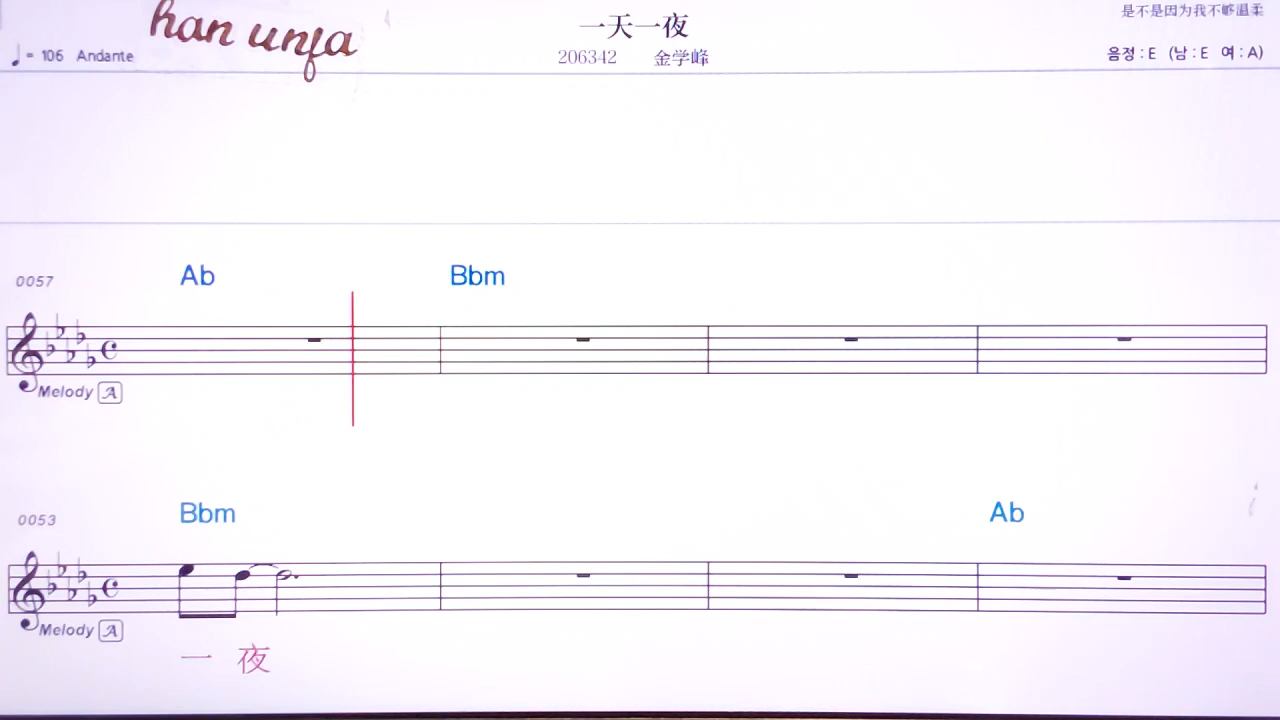 han unja
一天一夜
是不是因为我不够温柔
♩= 106 Andante
206342 金学峰
음정 : E (남 : E 여 : A)
0057 Ab Bbm
Melody A
0053 Bbm Ab
Melody A
一 夜